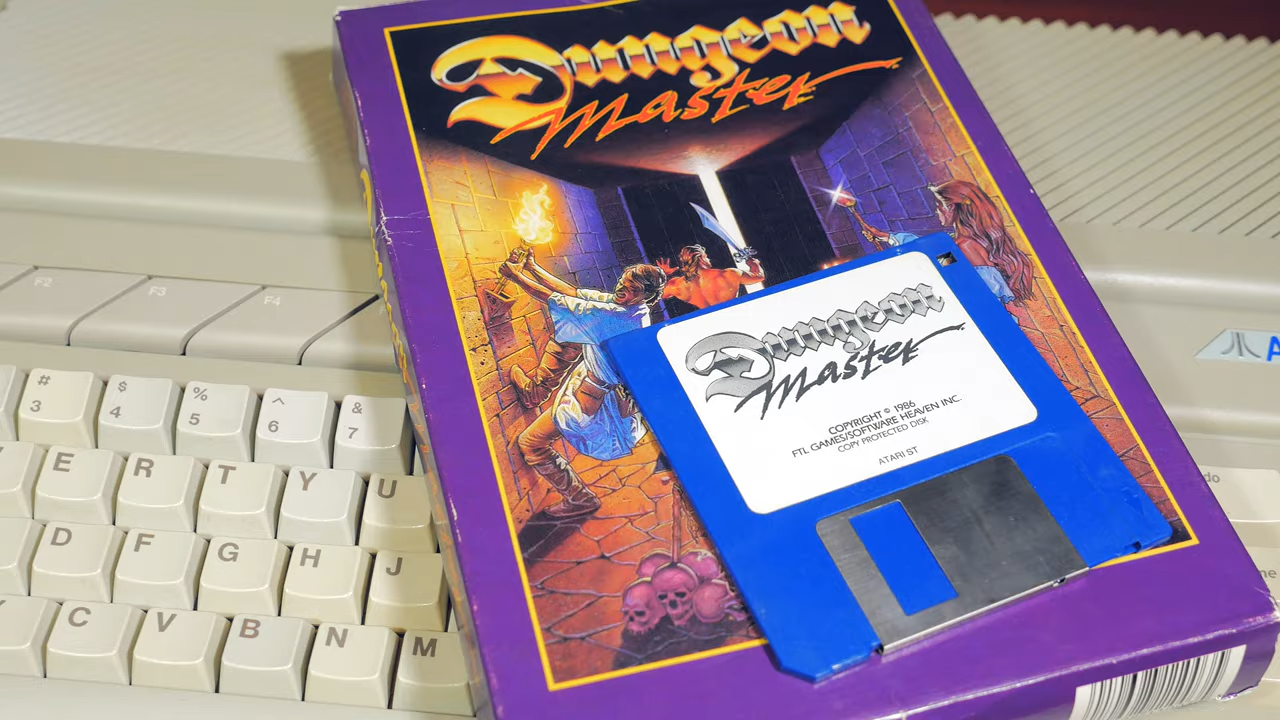 Dungeon
Master
Dungeon
Master
COPYRIGHT © 1986
FTL GAMES/SOFTWARE HEAVEN INC.
COPY PROTECTED DISK
ATARI ST
F2 F3 F4
# $ % ^ &
3 4 5 6 7
E R T Y U
D F G H J
C V B N M
A